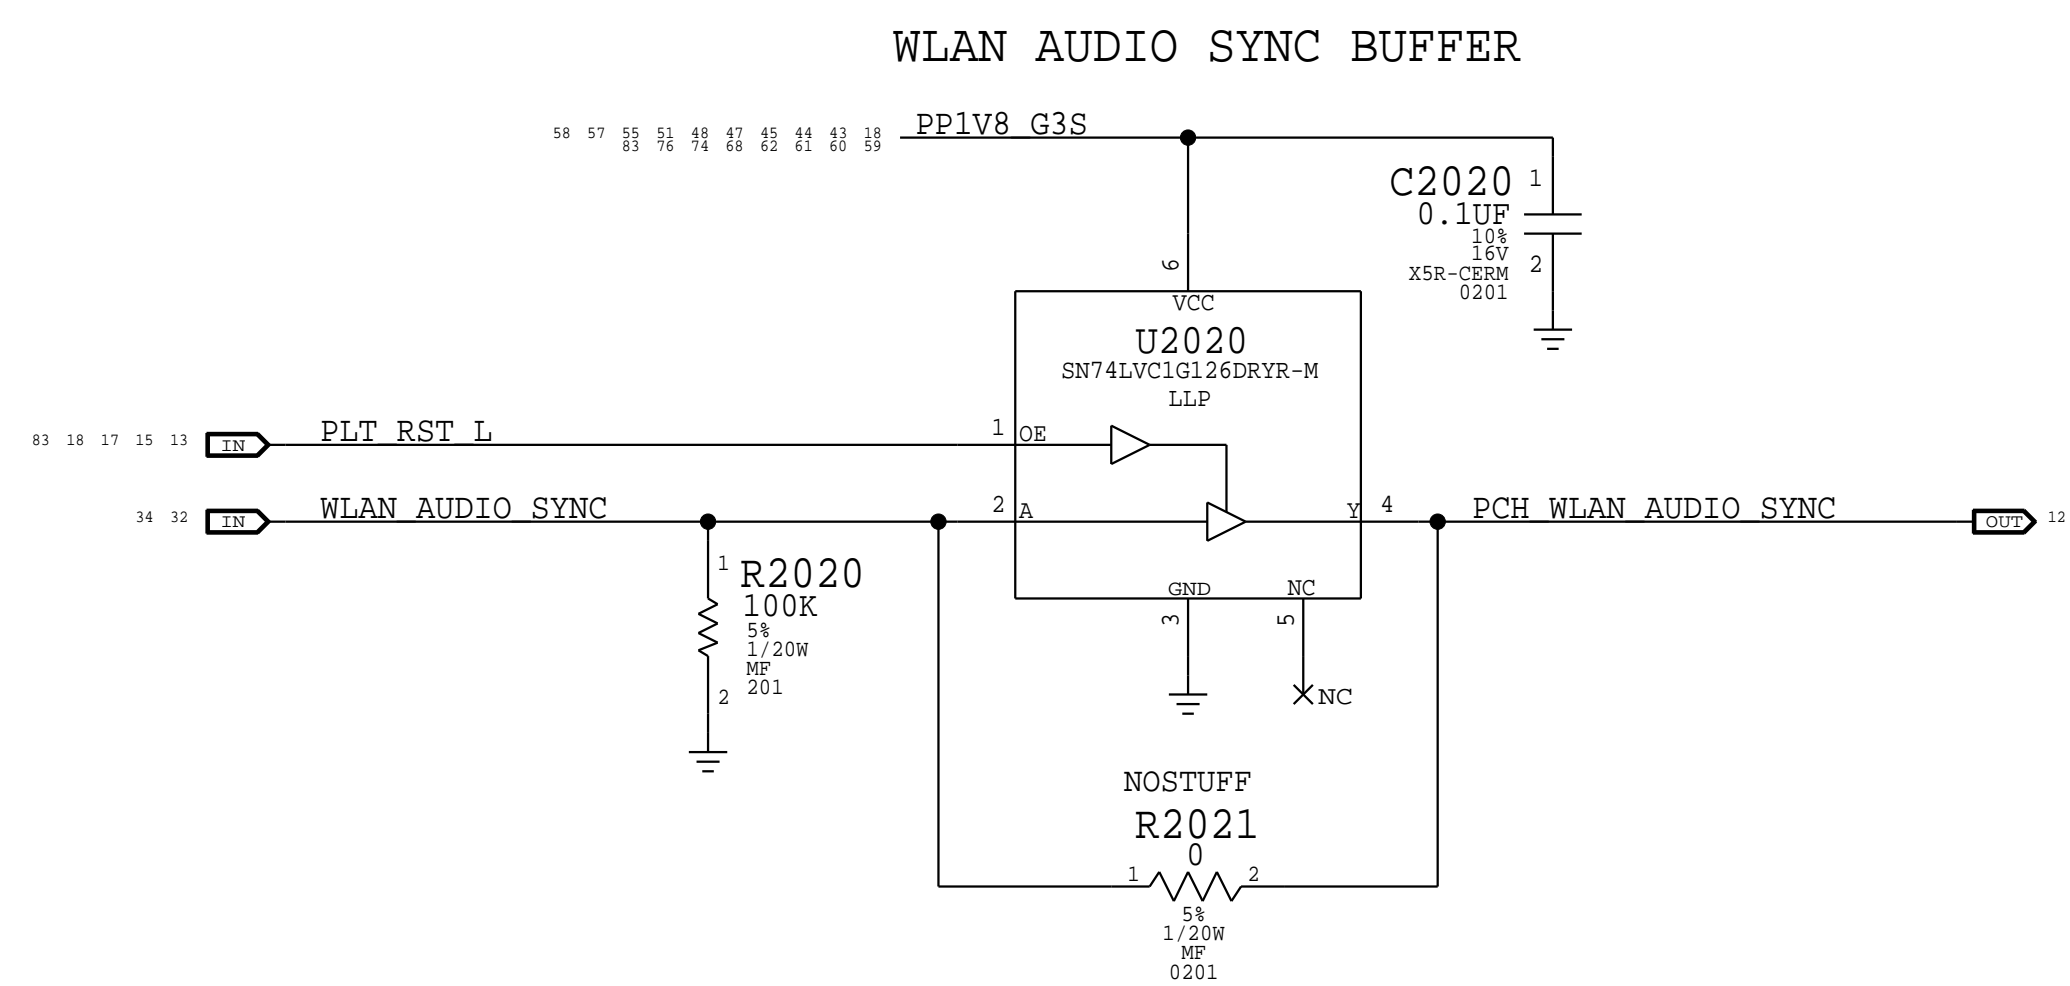 WLAN AUDIO SYNC BUFFER
58 57 55 51 48 47 45 44 43 18
83 76 74 68 62 61 60 59
PP1V8_G3S
C2020
0.1UF
10%
16V
X5R-CERM
0201
1
2
6
VCC
U2020
SN74LVC1G126DRYR-M
LLP
83 18 17 15 13
IN
PLT_RST_L
1
OE
34 32
IN
WLAN_AUDIO_SYNC
2
A
Y
4
PCH_WLAN_AUDIO_SYNC
OUT
12
1
R2020
100K
5%
1/20W
MF
201
2
GND
NC
3
5
NC
NOSTUFF
R2021
0
1
2
5%
1/20W
MF
0201